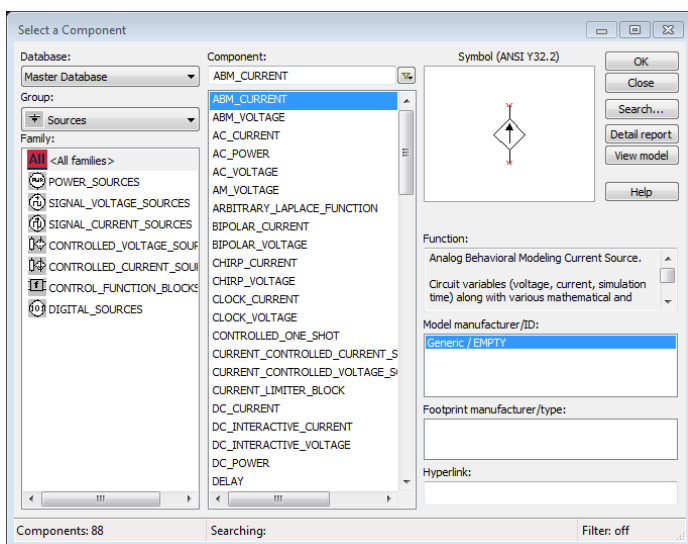 Select a Component
Database:
Master Database
Group:
Sources
Family:
All <All families>
POWER_SOURCES
SIGNAL_VOLTAGE_SOURCES
SIGNAL_CURRENT_SOURCES
CONTROLLED_VOLTAGE_SOUR
CONTROLLED_CURRENT_SOUR
CONTROL_FUNCTION_BLOCKS
DIGITAL_SOURCES
Component:
ABM_CURRENT
ABM_CURRENT
ABM_VOLTAGE
AC_CURRENT
AC_POWER
AC_VOLTAGE
AM_VOLTAGE
ARBITRARY_LAPLACE_FUNCTION
BIPOLAR_CURRENT
BIPOLAR_VOLTAGE
CHIRP_CURRENT
CHIRP_VOLTAGE
CLOCK_CURRENT
CLOCK_VOLTAGE
CONTROLLED_ONE_SHOT
CURRENT_CONTROLLED_CURRENT_S
CURRENT_CONTROLLED_VOLTAGE_S
CURRENT_LIMITER_BLOCK
DC_CURRENT
DC_INTERACTIVE_CURRENT
DC_INTERACTIVE_VOLTAGE
DC_POWER
DELAY
Symbol (ANSI Y32.2)
OK
Close
Search...
Detail report
View model
Help
Function:
Analog Behavioral Modeling Current Source.
Circuit variables (voltage, current, simulation
time) along with various mathematical and
Model manufacturer/ID:
Generic / EMPTY
Footprint manufacturer/type:
Hyperlink:
Components: 88
Searching:
Filter: off